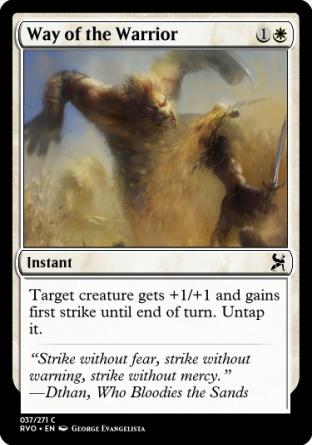 Way of the Warrior 1
Instant
Target creature gets +1/+1 and gains
first strike until end of turn. Untap
it.
“Strike without fear, strike without
warning, strike without mercy.”
—Dthan, Who Bloodies the Sands
037/271 C
RVO • EN George Evangelista